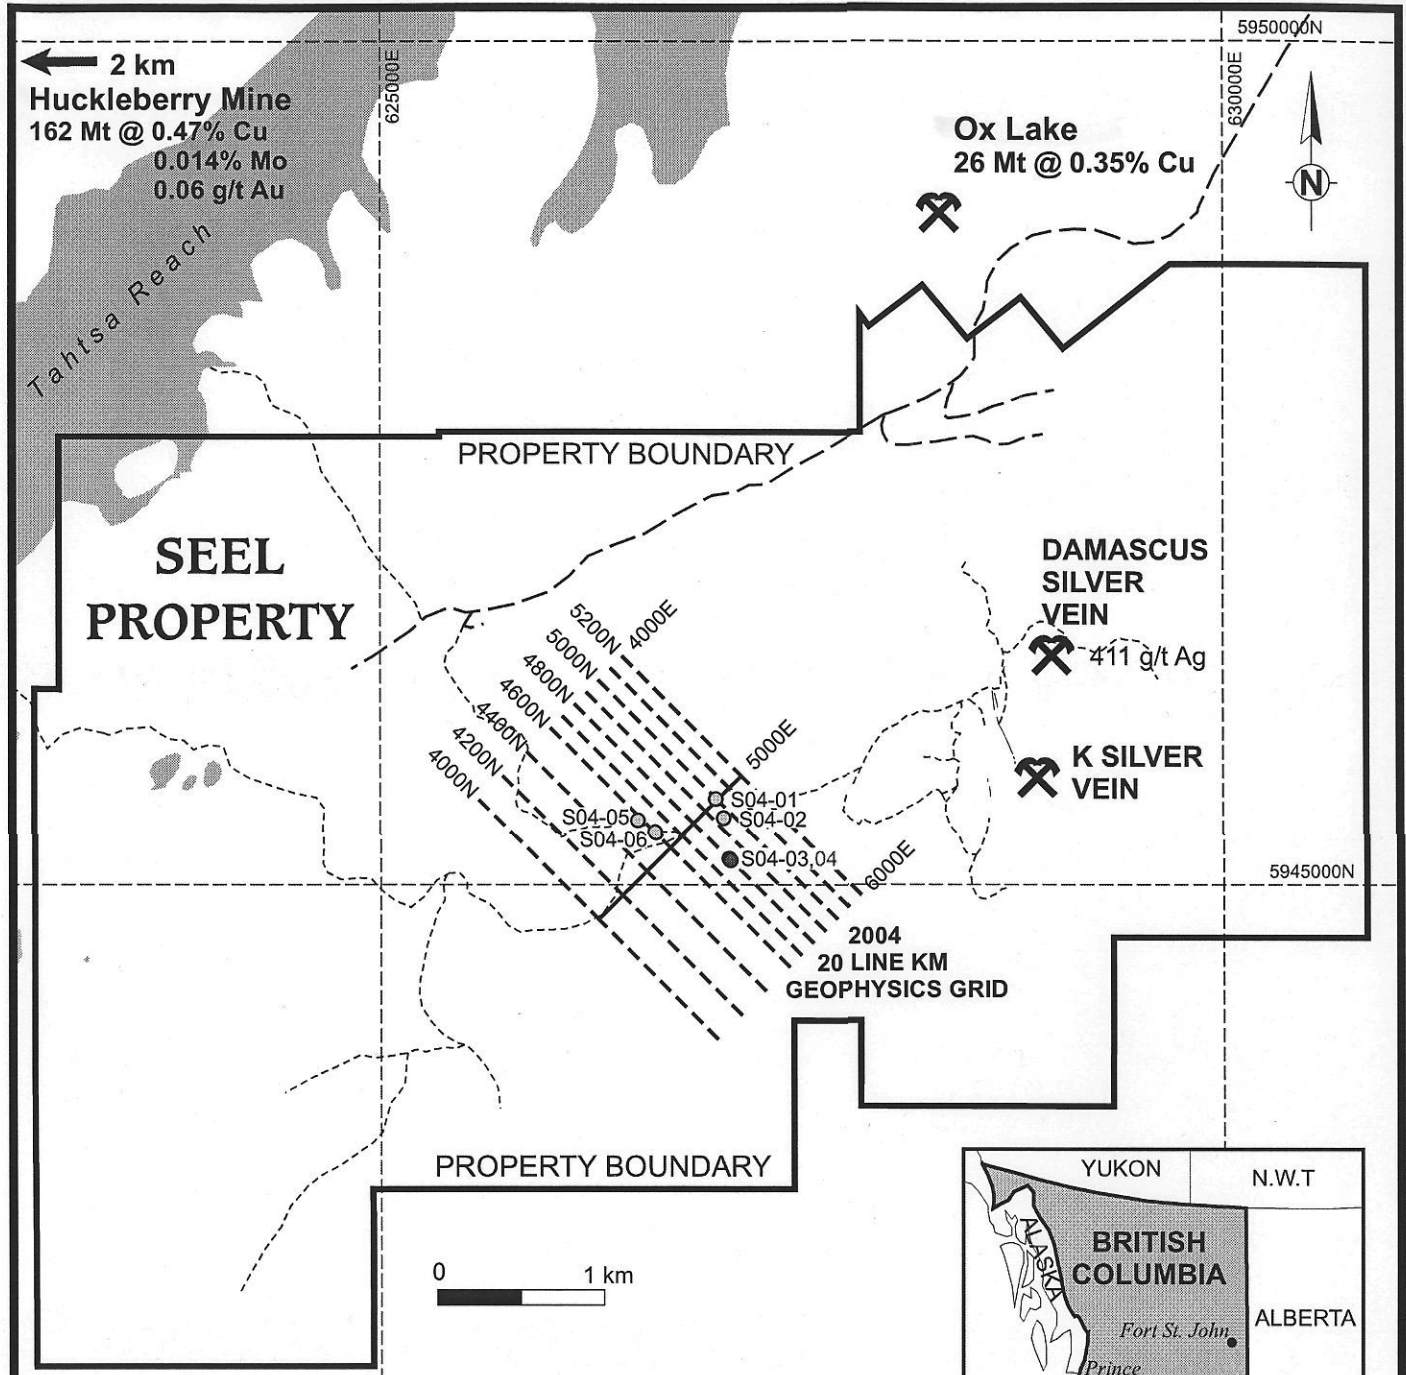 5950000N
2 km
Huckleberry Mine
162 Mt @ 0.47% Cu
0.014% Mo
0.06 g/t Au
625000E
630000E
Ox Lake
26 Mt @ 0.35% Cu
N
Tahtsa Reach
PROPERTY BOUNDARY
SEEL
PROPERTY
DAMASCUS
SILVER
VEIN
411 g/t Ag
5200N
4000E
5000N
4800N
4600N
4400N
4200N
4000N
5000E
K SILVER
VEIN
S04-01
S04-02
S04-05
S04-06
S04-03,04
6000E
5945000N
2004
20 LINE KM
GEOPHYSICS GRID
PROPERTY BOUNDARY
0 1 km
YUKON
N.W.T
ALASKA
BRITISH
COLUMBIA
ALBERTA
Fort St. John
Prince